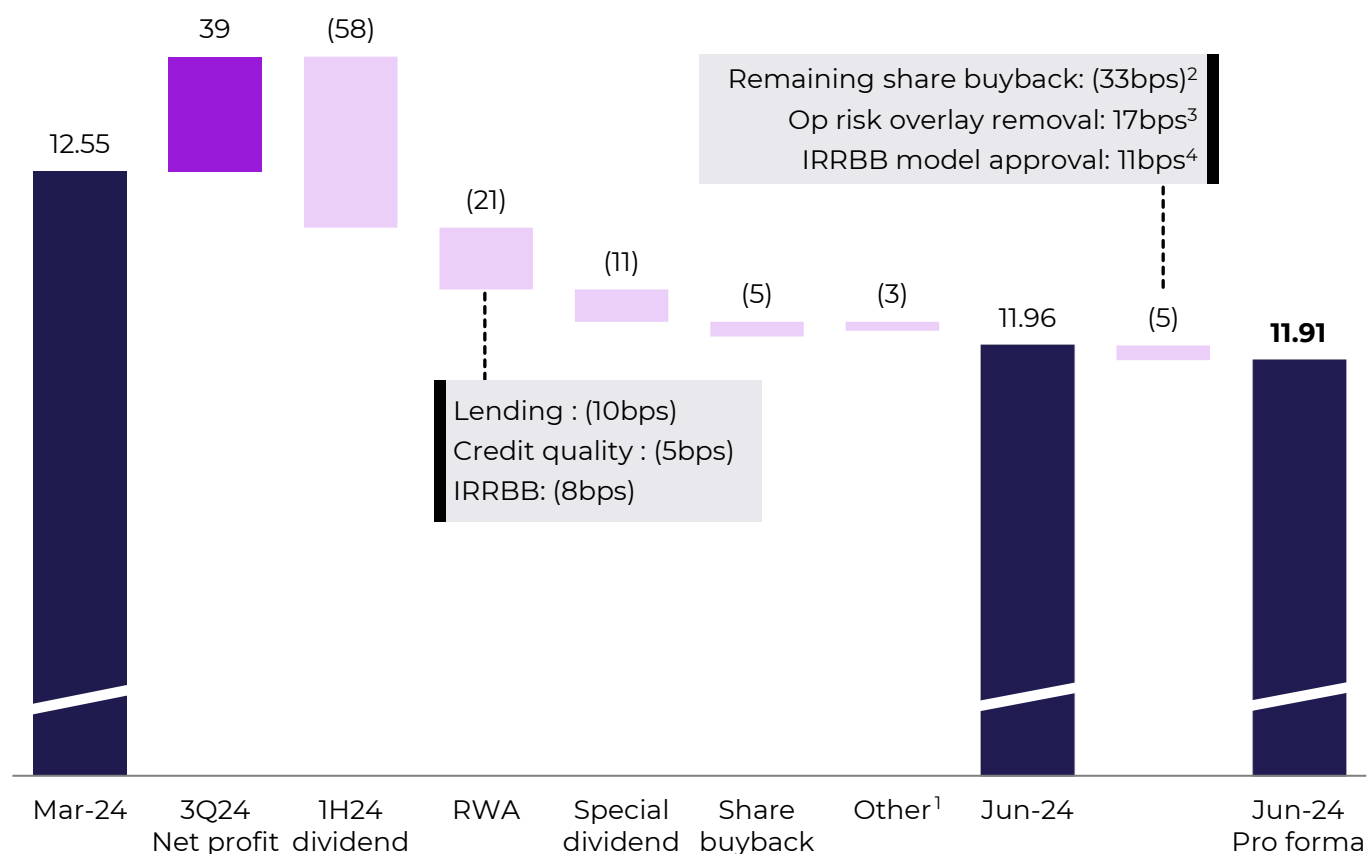 39
(58)
Remaining share buyback: (33bps)²
Op risk overlay removal: 17bps³
IRRBB model approval: 11bps⁴
12.55
(21)
(11)
(5)
(3)
11.96
(5)
11.91
Lending : (10bps)
Credit quality : (5bps)
IRRBB: (8bps)
Mar-24
3Q24
Net profit
1H24
dividend
RWA
Special
dividend
Share
buyback
Other¹
Jun-24
Jun-24
Pro forma